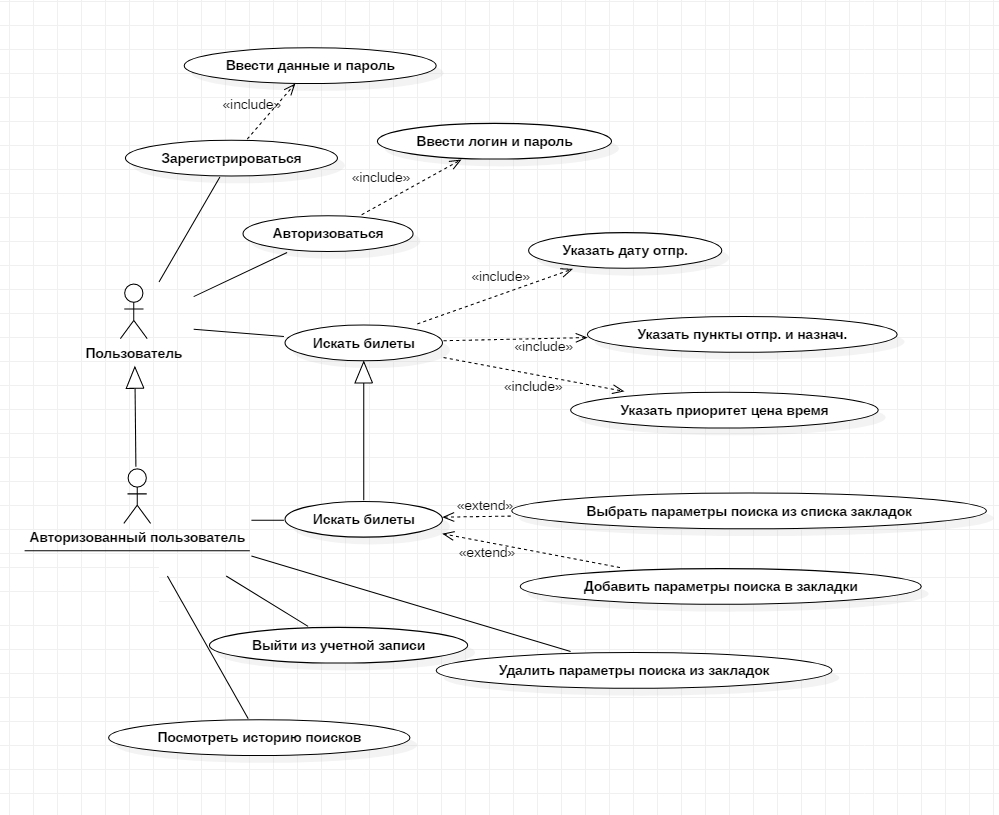 Ввести данные и пароль
«include»
Ввести логин и пароль
Зарегистрироваться
«include»
Авторизоваться
Указать дату отпр.
«include»
Указать пункты отпр. и назнач.
Искать билеты
«include»
Пользователь
«include»
Указать приоритет цена время
«extend»
Выбрать параметры поиска из списка закладок
Искать билеты
Авторизованный пользователь
«extend»
Добавить параметры поиска в закладки
Выйти из учетной записи
Удалить параметры поиска из закладок
Посмотреть историю поисков